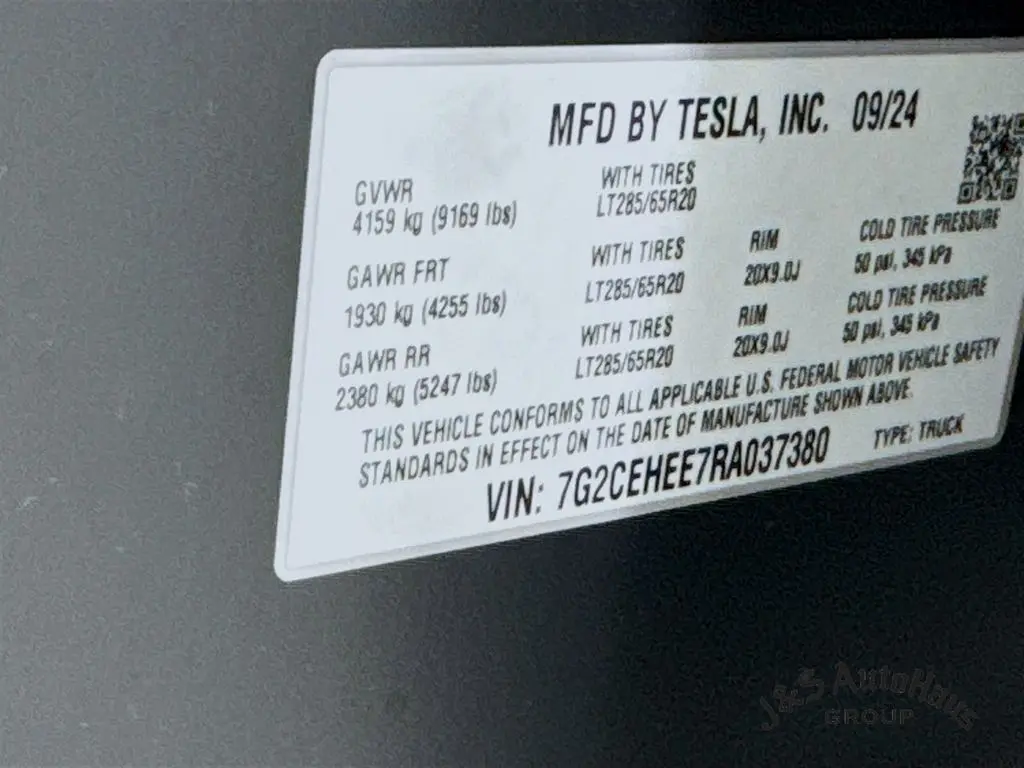 MFD BY TESLA, INC. 09/24
GVWR WITH TIRES
4159 kg (9169 lbs) LT285/65R20
GAWR FRT WITH TIRES RIM COLD TIRE PRESSURE
1930 kg (4255 lbs) LT285/65R20 20X9.0J 50 psi, 345 kPa
GAWR RR WITH TIRES RIM COLD TIRE PRESSURE
2380 kg (5247 lbs) LT285/65R20 20X9.0J 50 psi, 345 kPa
THIS VEHICLE CONFORMS TO ALL APPLICABLE U.S. FEDERAL MOTOR VEHICLE SAFETY
STANDARDS IN EFFECT ON THE DATE OF MANUFACTURE SHOWN ABOVE.
VIN: 7G2CEHEE7RA037380 TYPE: TRUCK
J&S AutoHaus
GROUP